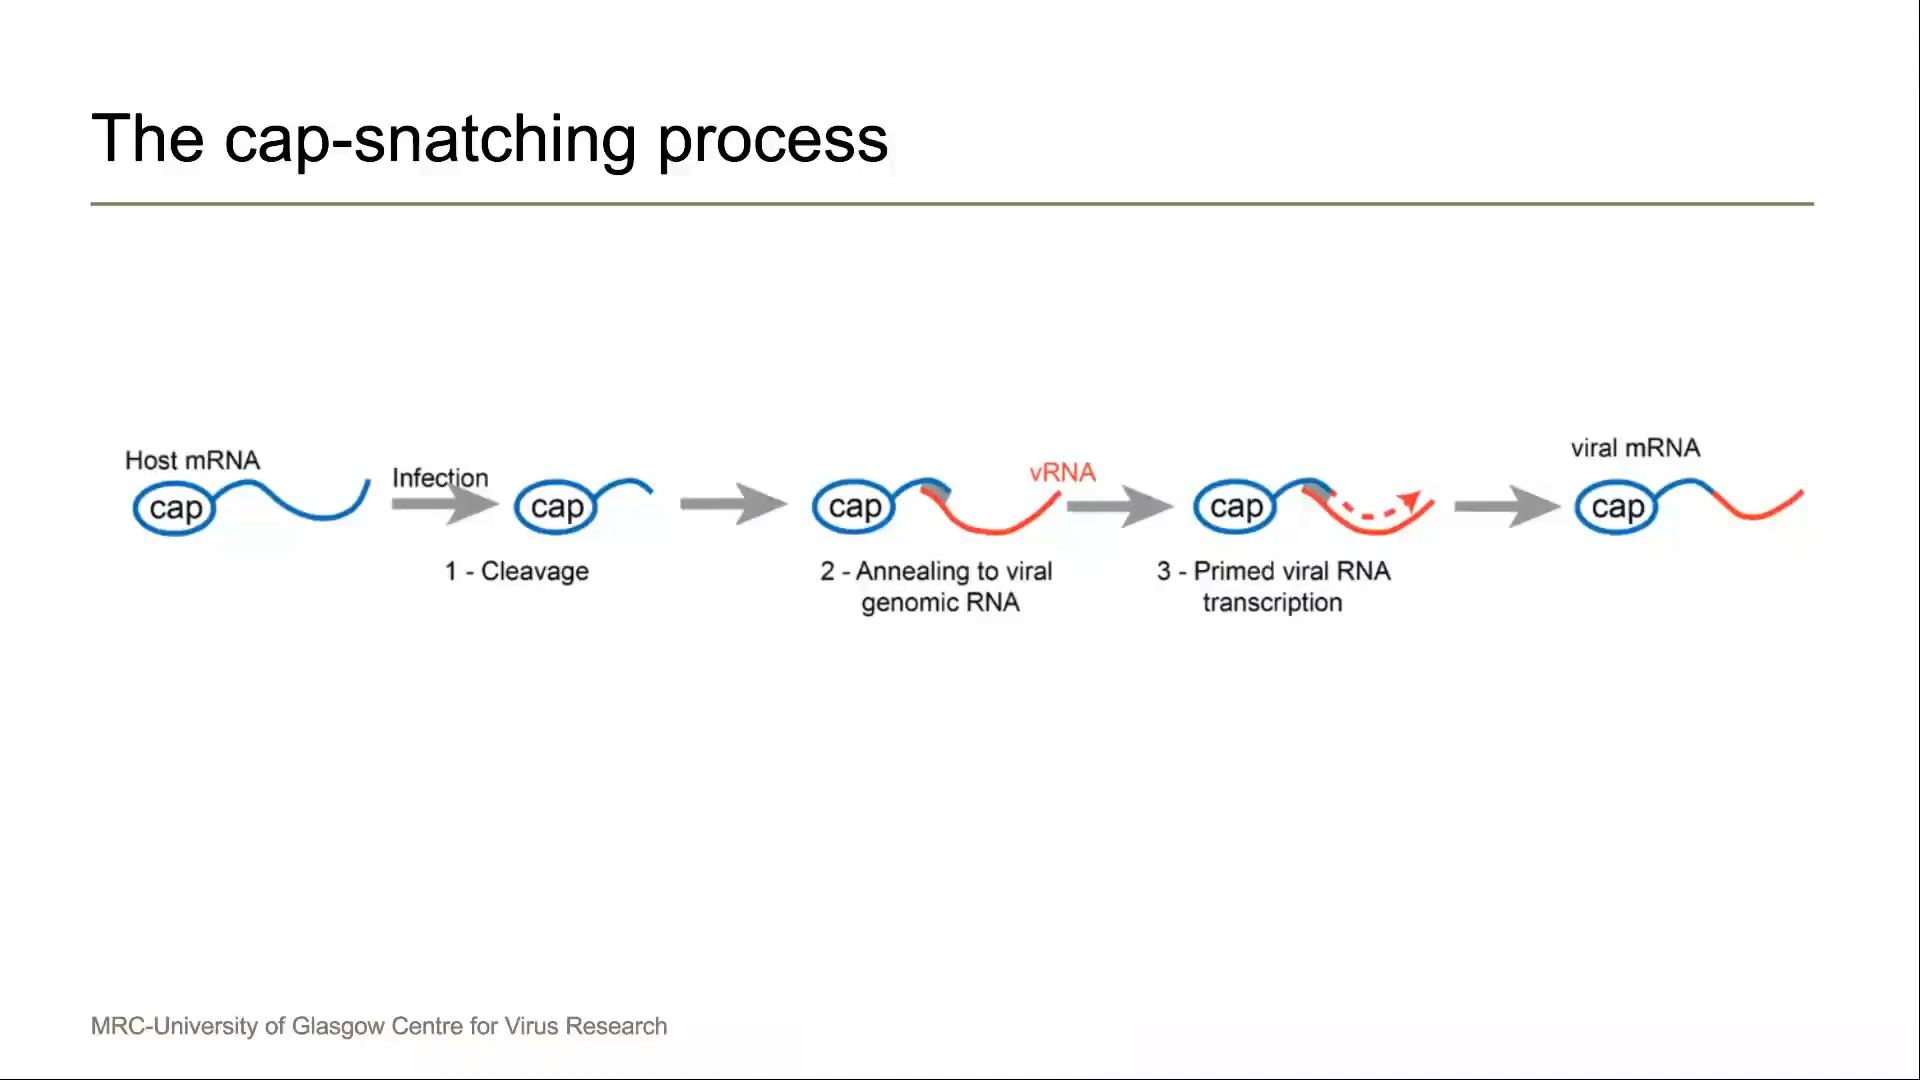 The cap-snatching process
Host mRNA
cap
Infection
cap
1 - Cleavage
cap
vRNA
2 - Annealing to viral
genomic RNA
cap
3 - Primed viral RNA
transcription
viral mRNA
cap
MRC-University of Glasgow Centre for Virus Research